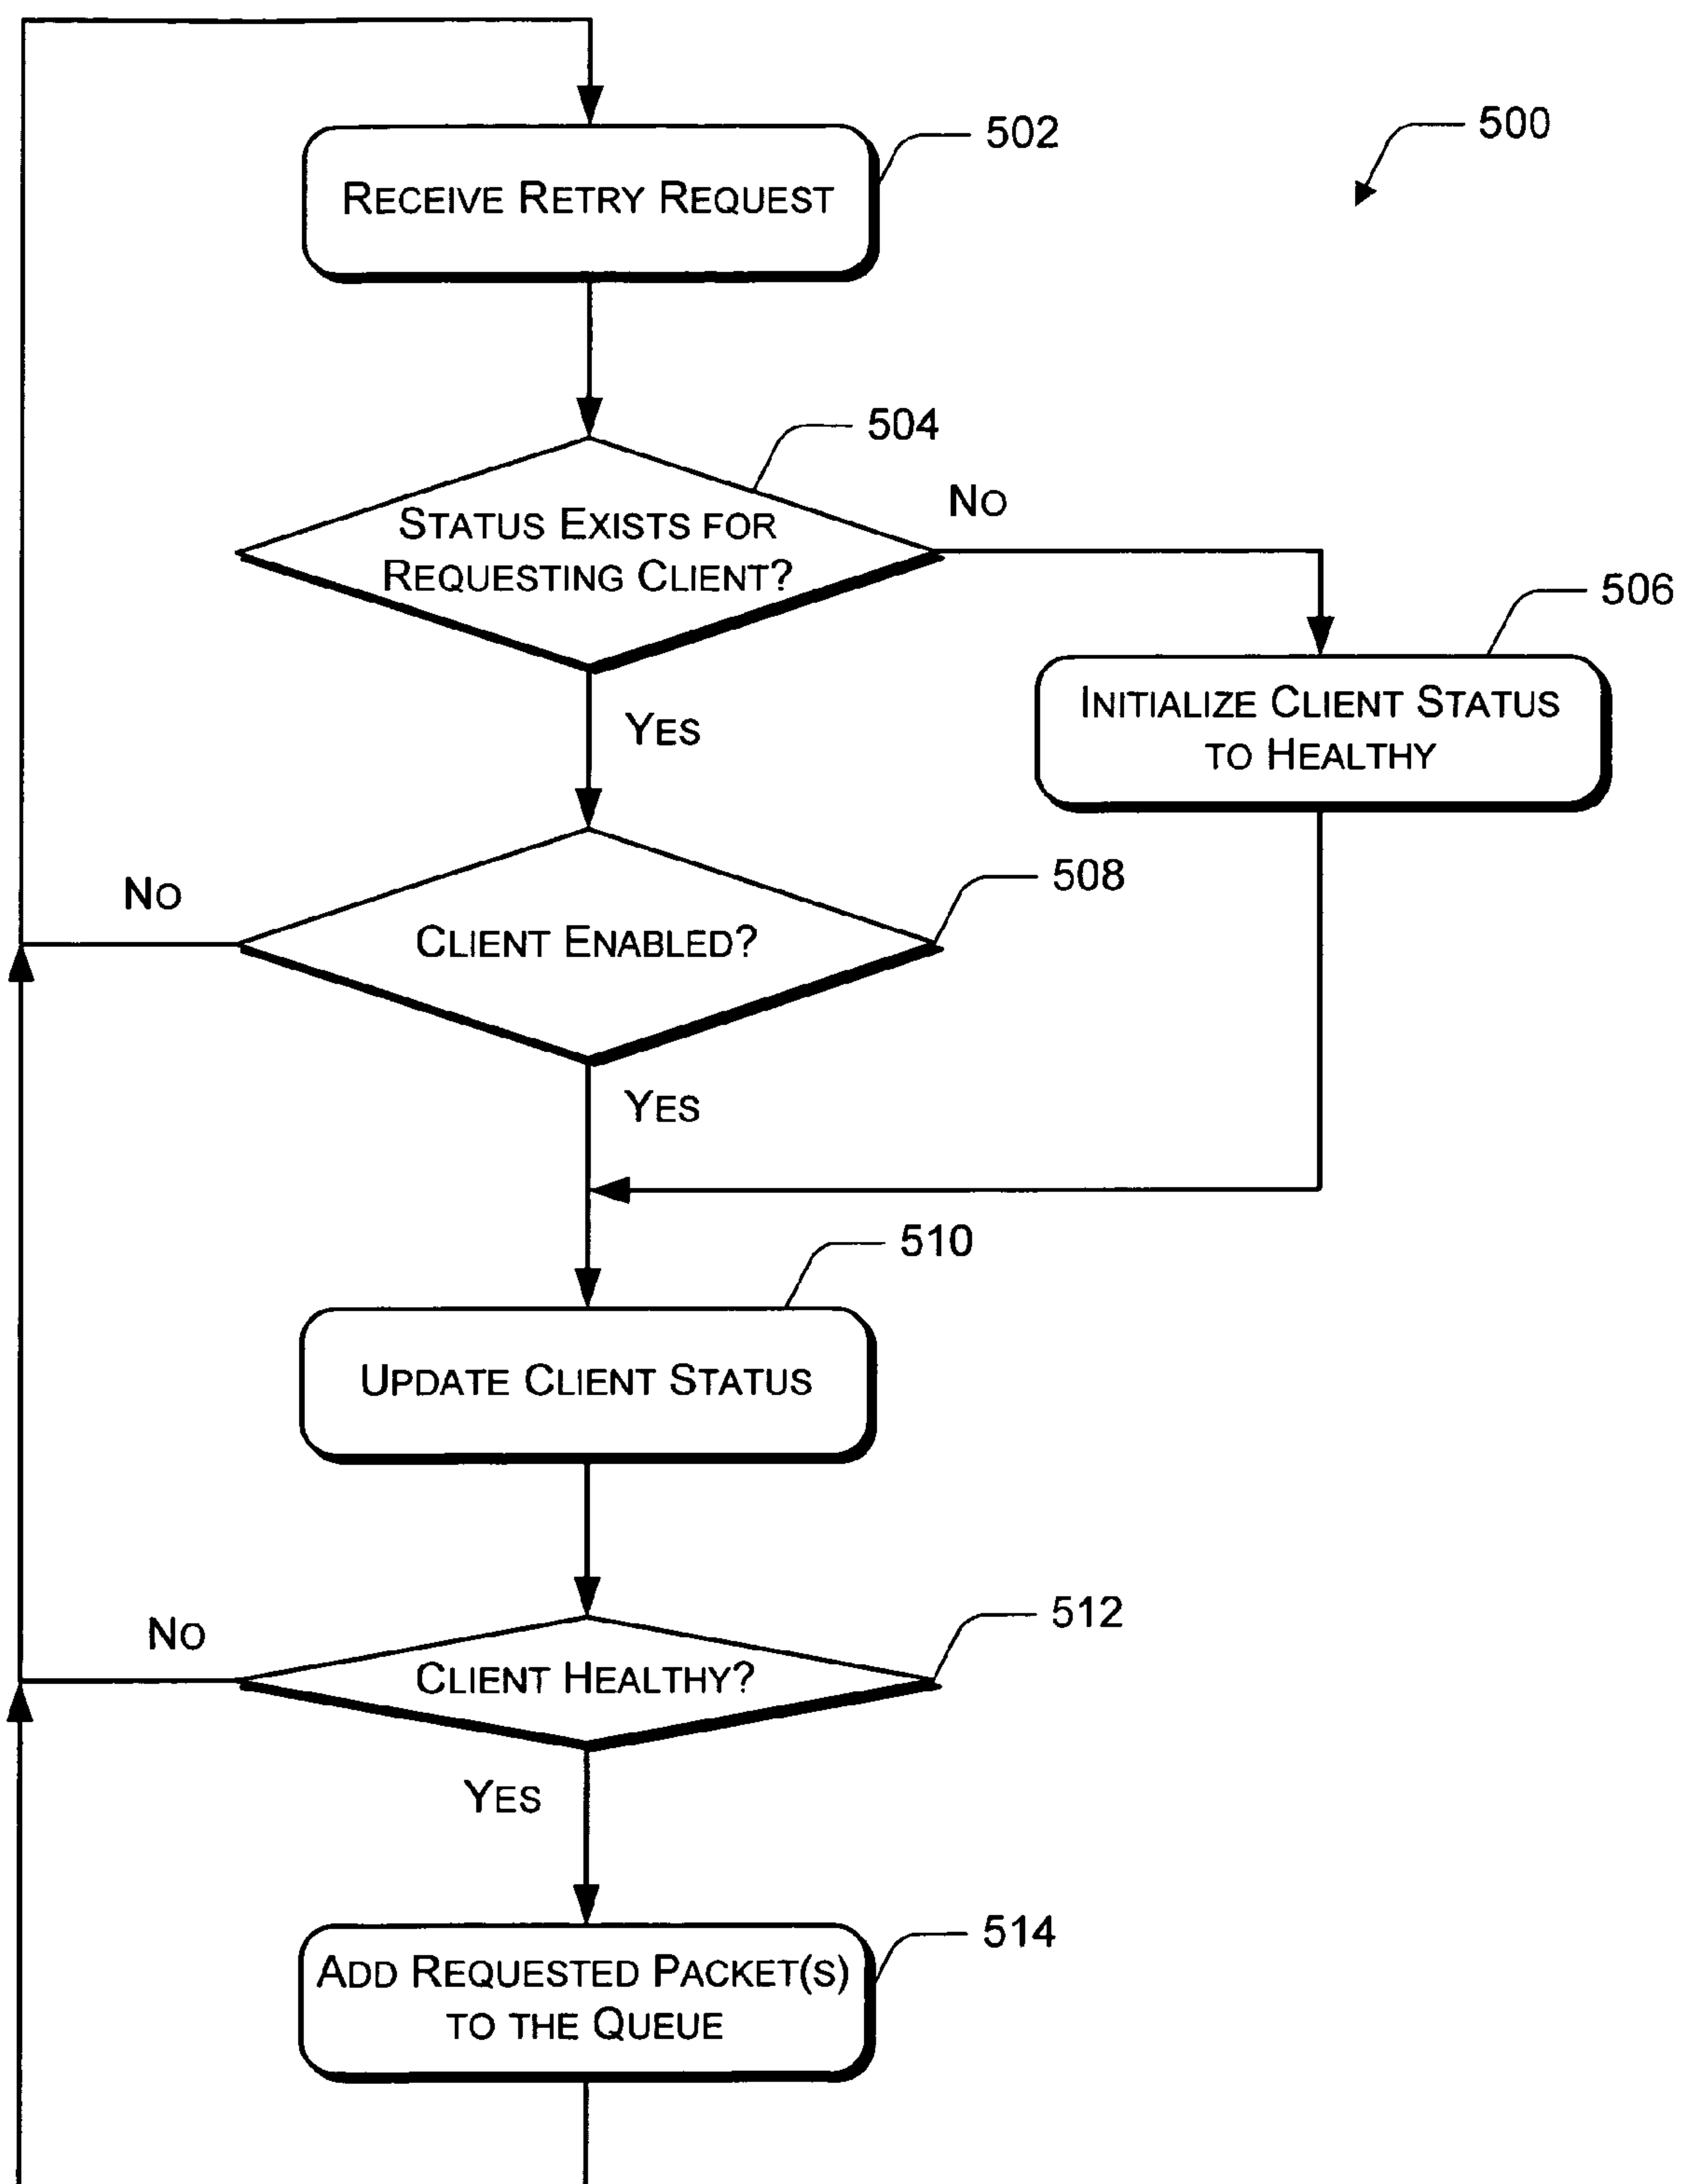 500
502
RECEIVE RETRY REQUEST
504
STATUS EXISTS FOR
REQUESTING CLIENT?
NO
506
INITIALIZE CLIENT STATUS
TO HEALTHY
YES
508
NO
CLIENT ENABLED?
YES
510
UPDATE CLIENT STATUS
512
NO
CLIENT HEALTHY?
YES
514
ADD REQUESTED PACKET(S)
TO THE QUEUE